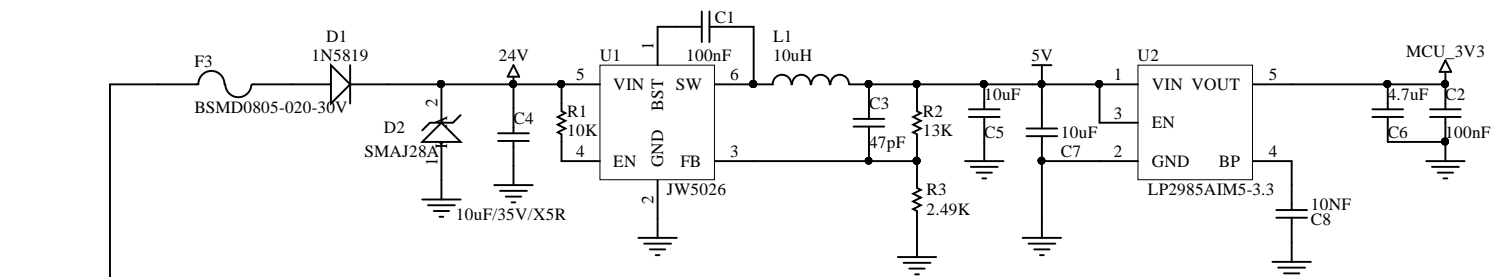 F3
BSMD0805-020-30V
D1
1N5819
24V
2
D2
SMAJ28A
1
C4
10uF/35V/X5R
R1
10K
U1
5 VIN
4 EN
BST
1
GND
2
SW 6
FB 3
JW5026
C1
100nF
L1
10uH
C3
47pF
R2
13K
R3
2.49K
10uF
C5
5V
10uF
C7
U2
1 VIN VOUT 5
3 EN
2 GND BP 4
LP2985AIM5-3.3
10NF
C8
MCU_3V3
4.7uF
C6
C2
100nF